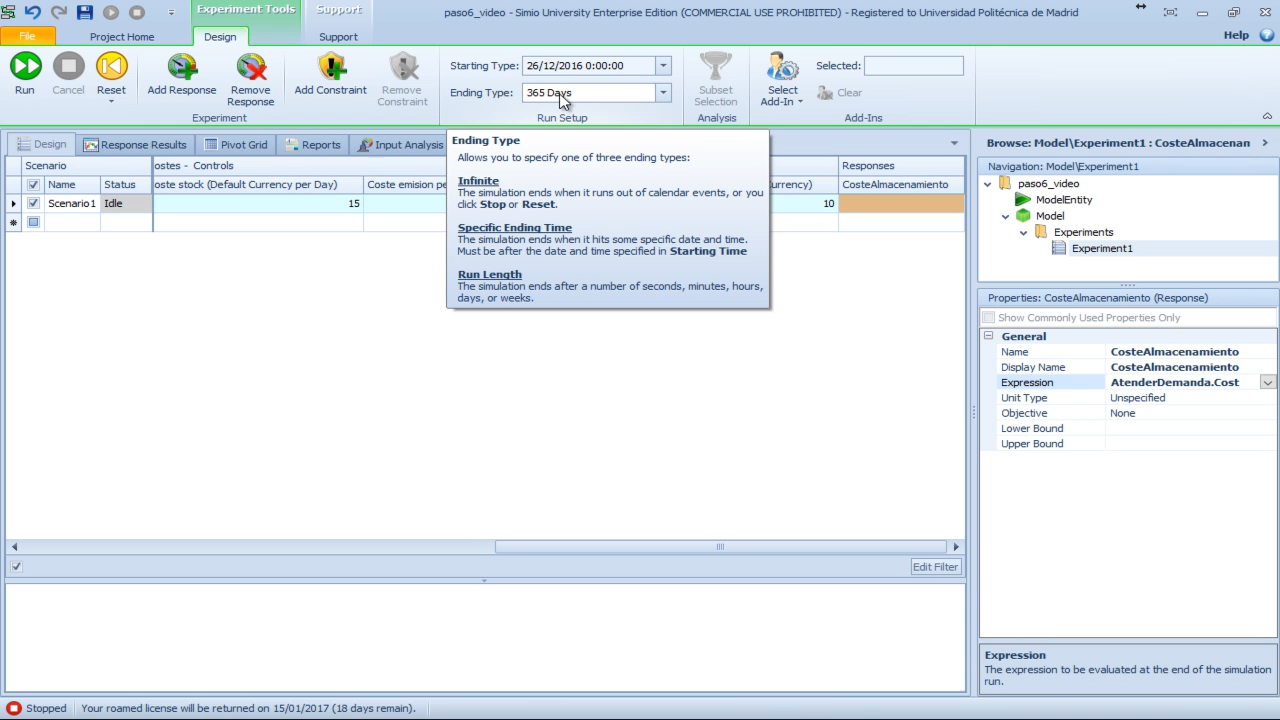 Experiment Tools
Support
paso6_video - Simio University Enterprise Edition (COMMERCIAL USE PROHIBITED) - Registered to Universidad Politécnica de Madrid
File
Project Home
Design
Support
Help
Run
Cancel
Reset
Add Response
Remove Response
Add Constraint
Remove Constraint
Experiment
Starting Type: 26/12/2016 0:00:00
Ending Type: 365 Days
Run Setup
Subset Selection
Analysis
Select Add-In
Selected:
Clear
Add-Ins
Design
Response Results
Pivot Grid
Reports
Input Analysis
Scenario
ostes - Controls
Responses
Name
Status
oste stock (Default Currency per Day)
Coste emision pe
urrency)
CosteAlmacenamiento
Scenario1
Idle
15
10
Ending Type
Allows you to specify one of three ending types:
Infinite
The simulation ends when it runs out of calendar events, or you
click Stop or Reset.
Specific Ending Time
The simulation ends when it hits some specific date and time.
Must be after the date and time specified in Starting Time
Run Length
The simulation ends after a number of seconds, minutes, hours,
days, or weeks.
Edit Filter
Browse: Model\Experiment1 : CosteAlmacenan
Navigation: Model\Experiment1
paso6_video
ModelEntity
Model
Experiments
Experiment1
Properties: CosteAlmacenamiento (Response)
Show Commonly Used Properties Only
General
Name CosteAlmacenamiento
Display Name CosteAlmacenamiento
Expression AtenderDemanda.Cost
Unit Type Unspecified
Objective None
Lower Bound
Upper Bound
Expression
The expression to be evaluated at the end of the simulation
run.
Stopped
Your roamed license will be returned on 15/01/2017 (18 days remain).